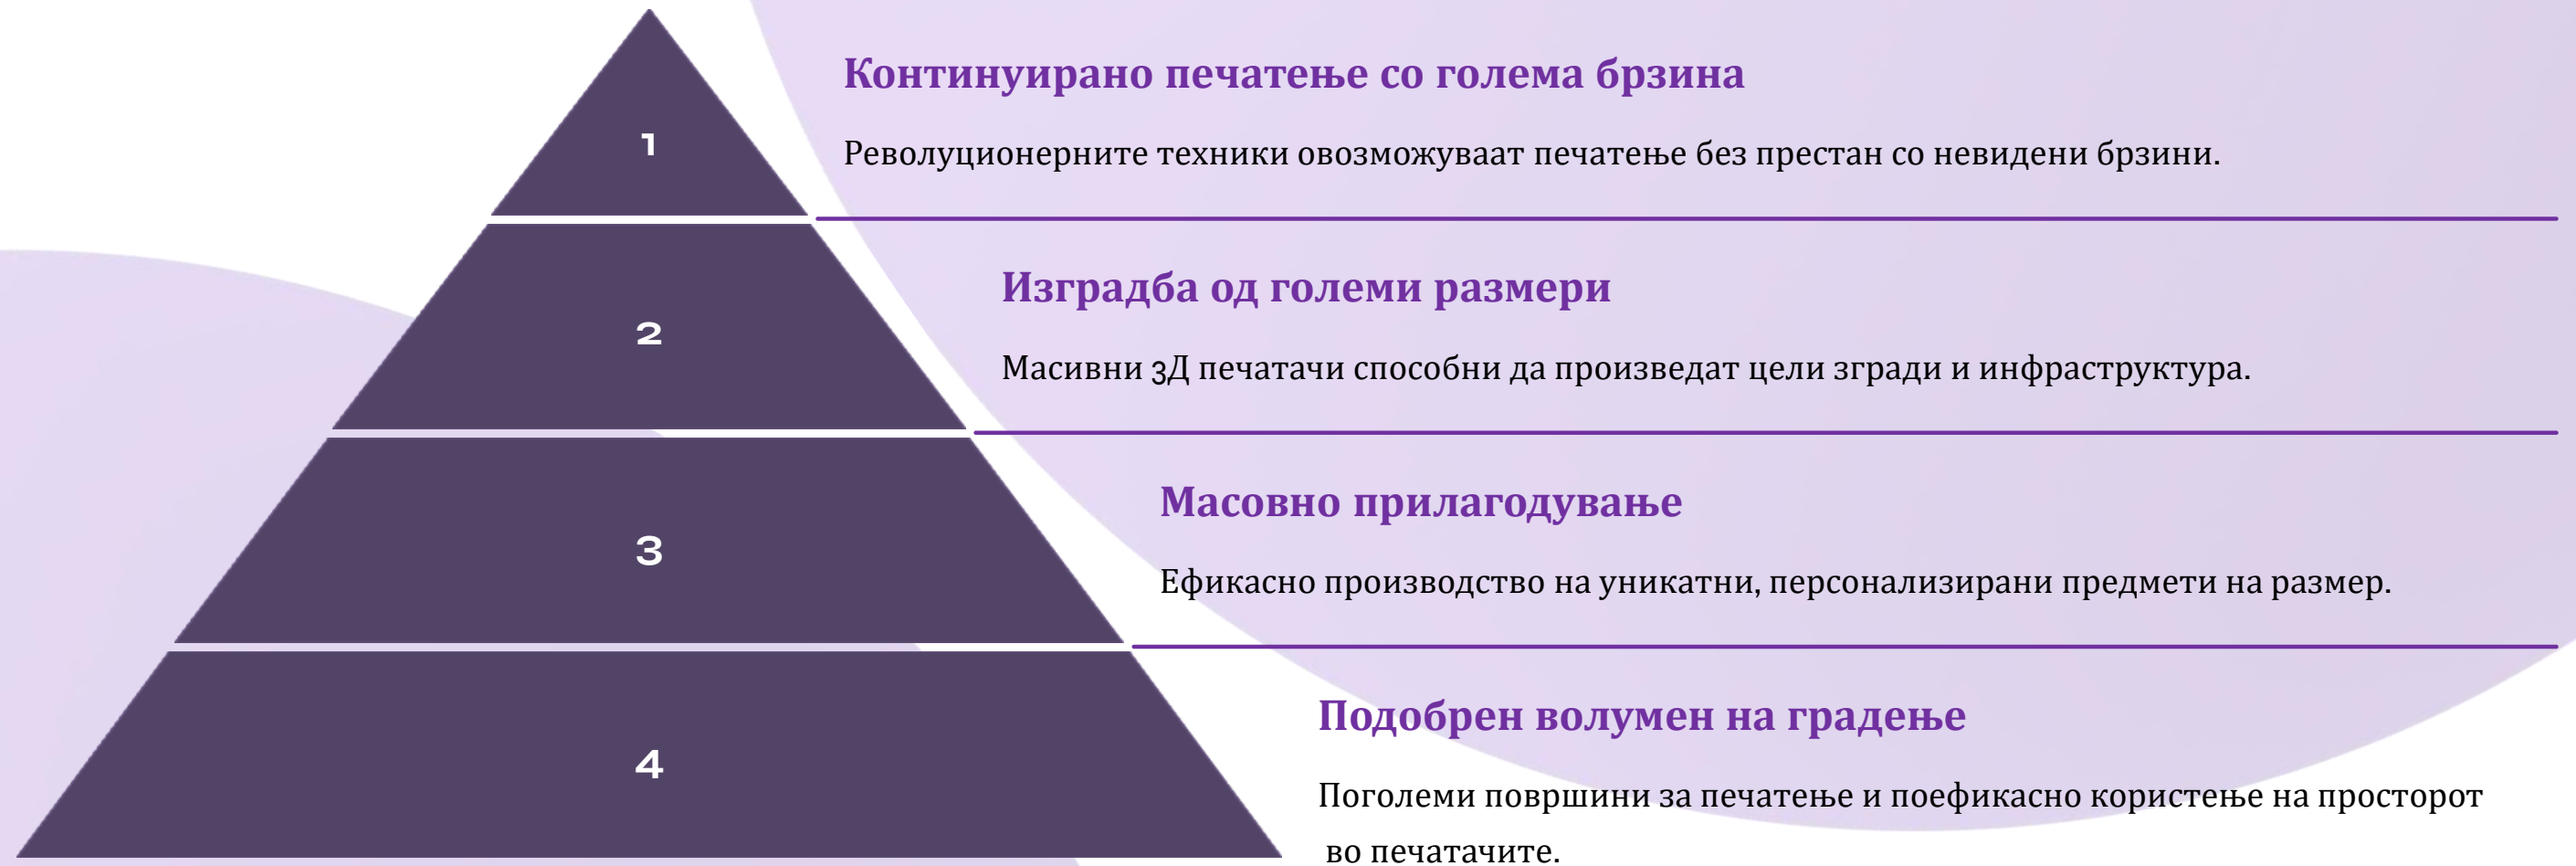 1
Континуирано печатење со голема брзина
Револуционерните техники овозможуваат печатење без престан со невидени брзини.
2
Изградба од големи размери
Масивни 3Д печатачи способни да произведат цели згради и инфраструктура.
3
Масовно прилагодување
Ефикасно производство на уникатни, персонализирани предмети на размер.
4
Подобрен волумен на градење
Поголеми површини за печатење и поефикасно користење на просторот
во печатачите.